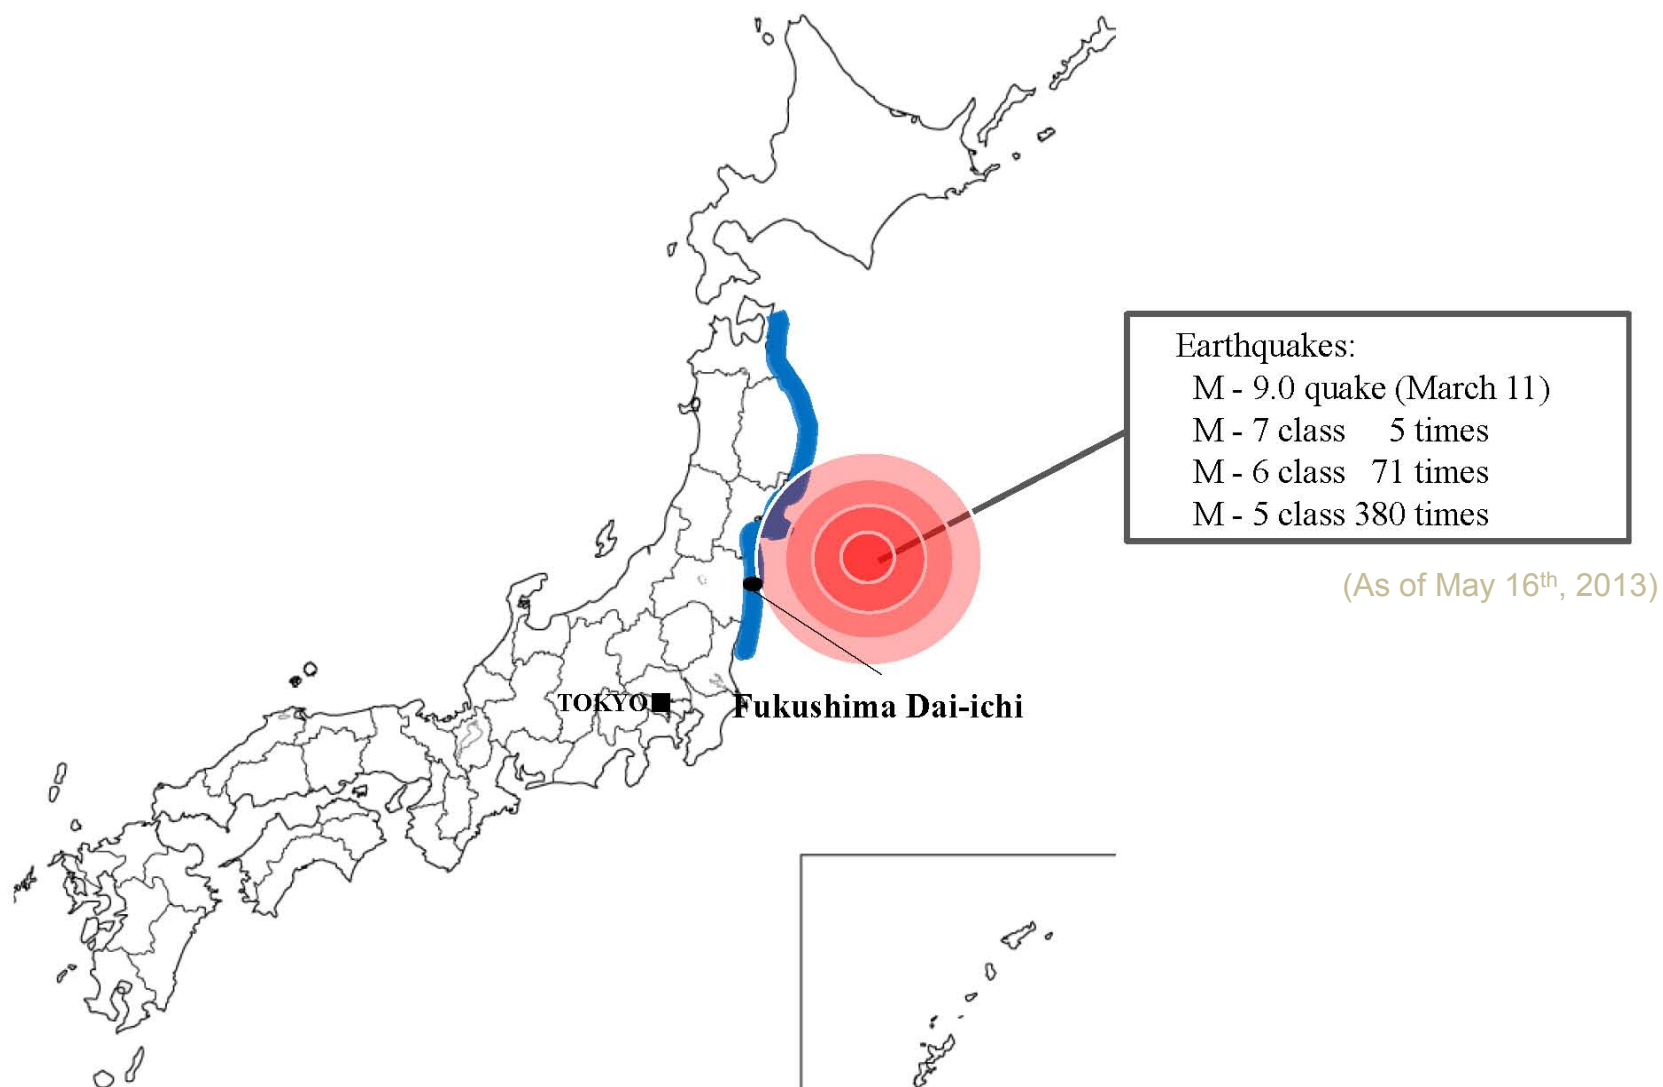 Earthquakes:
M - 9.0 quake (March 11)
M - 7 class 5 times
M - 6 class 71 times
M - 5 class 380 times
(As of May 16th, 2013)
TOKYO
Fukushima Dai-ichi